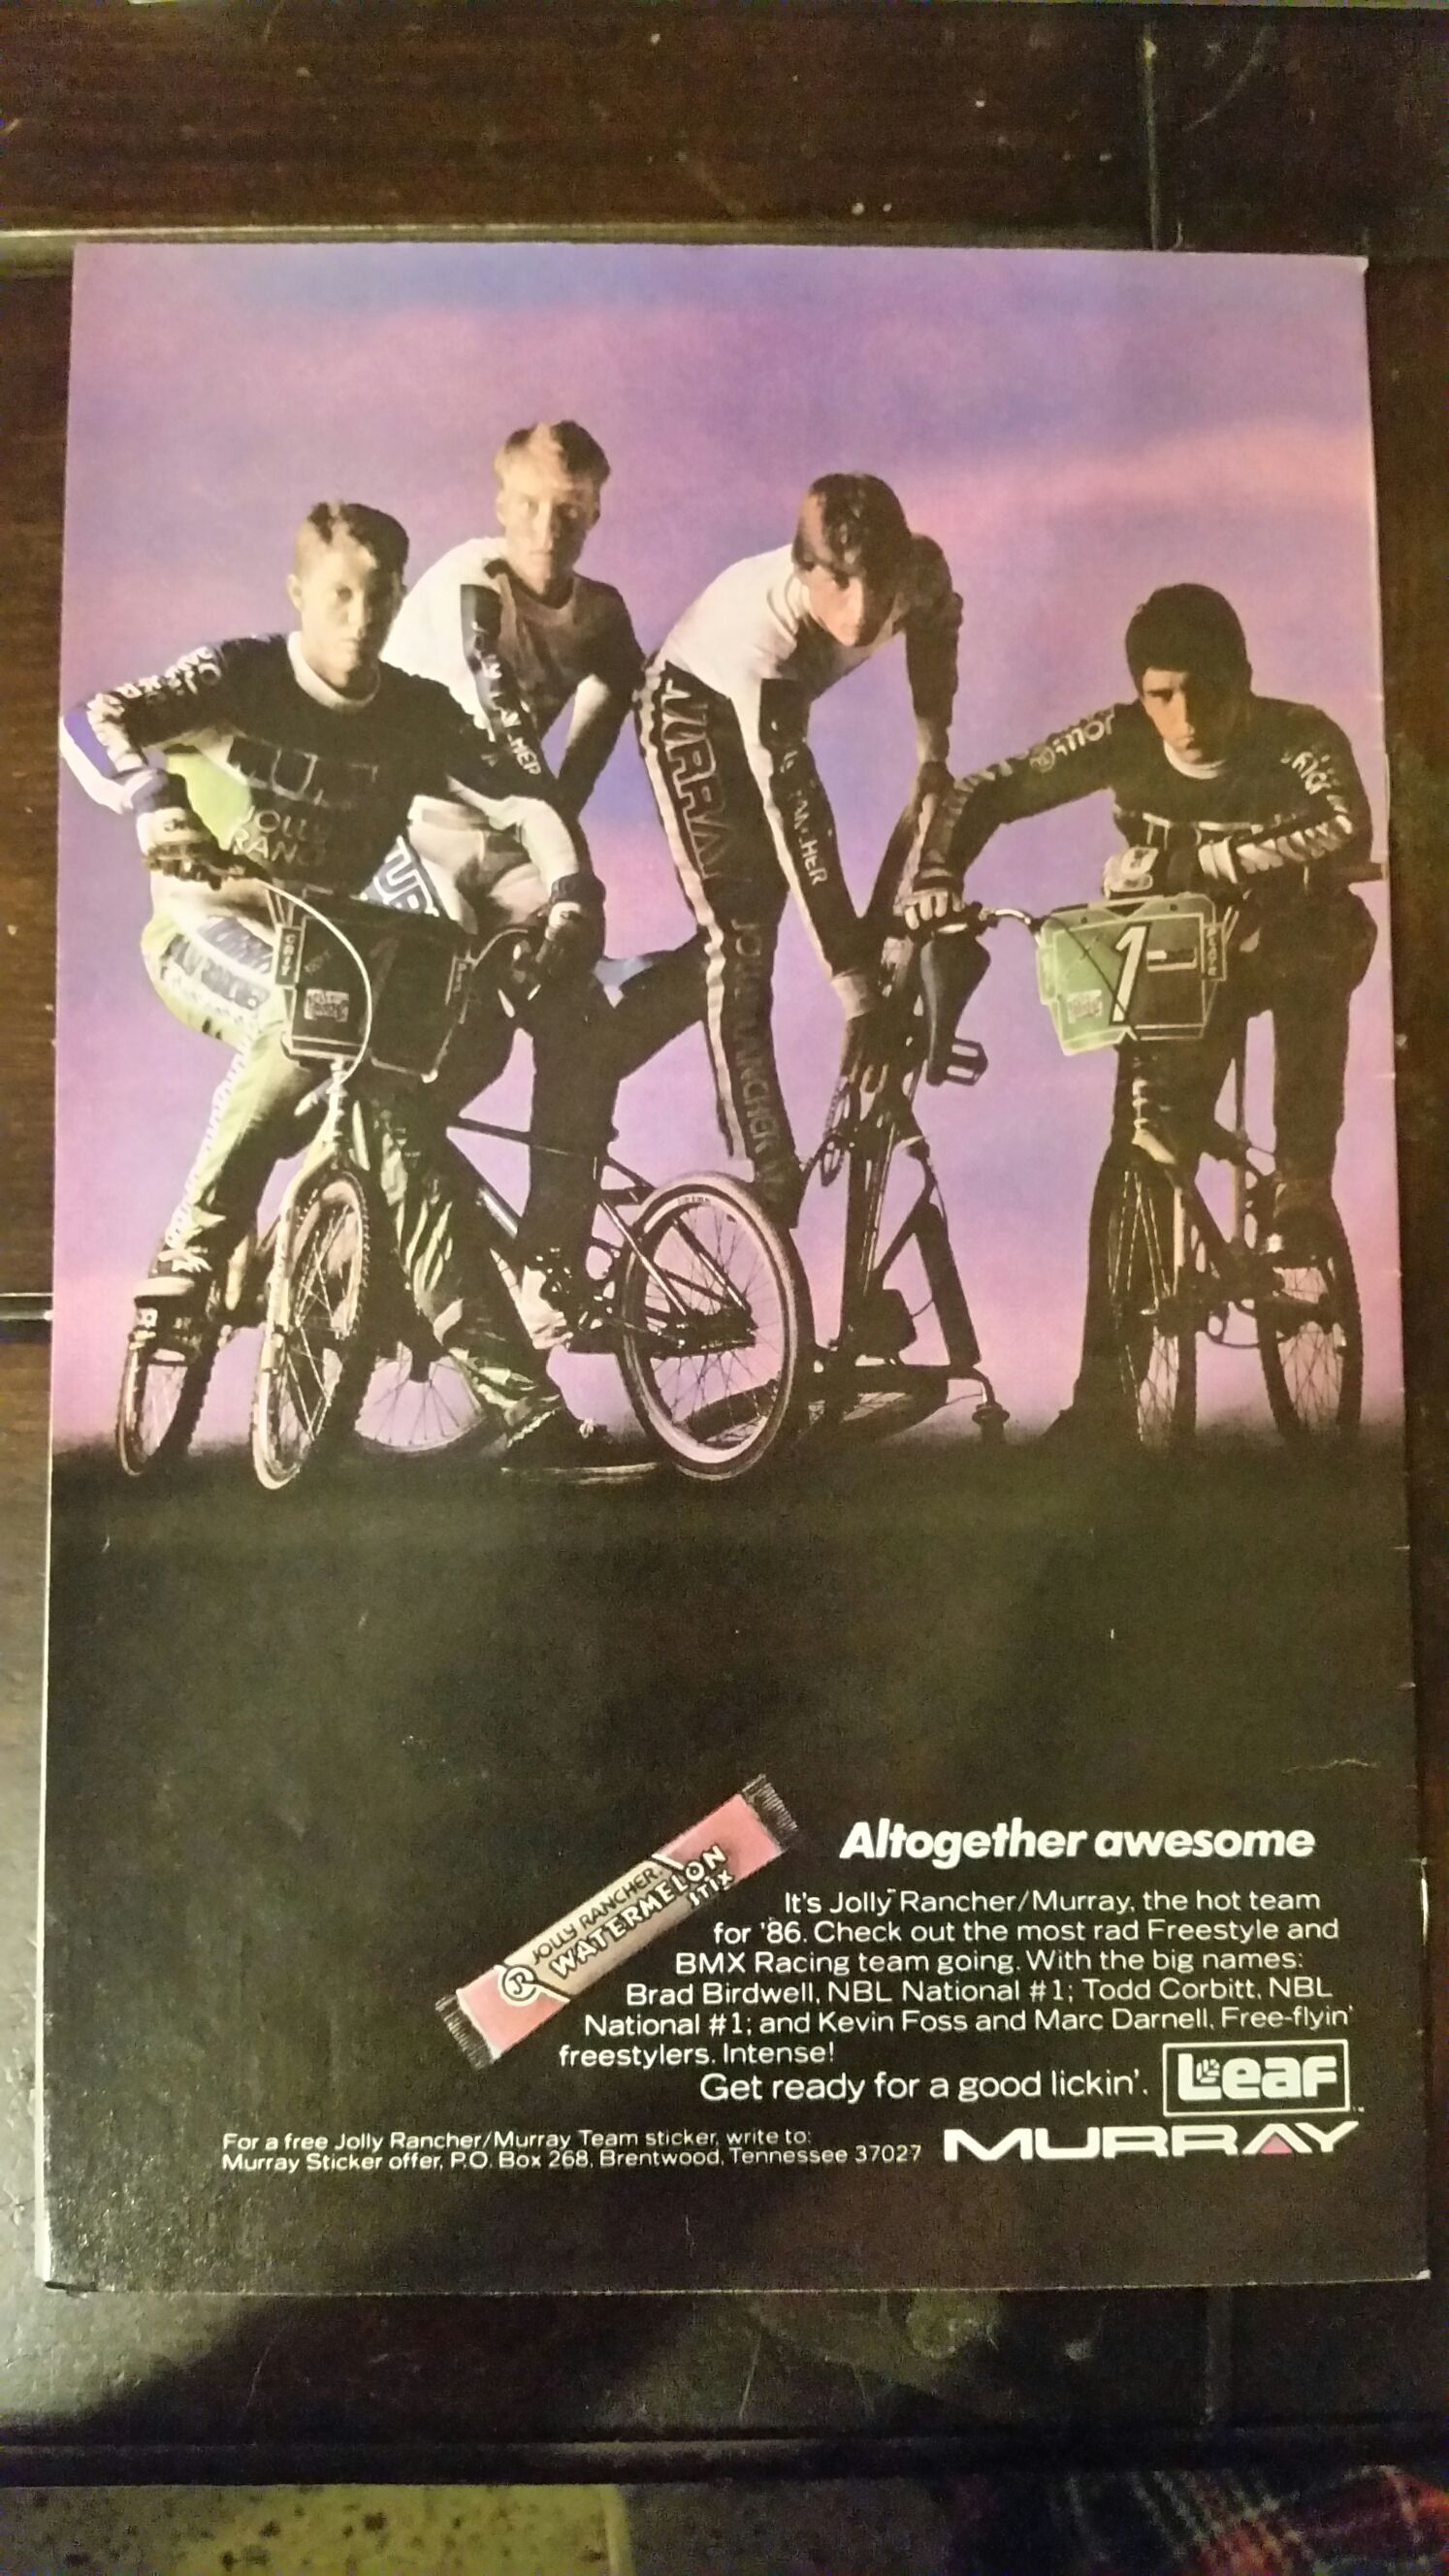 JOLLY
RANC
MURRAY
JOLLY RANCHER
RANCHER
1
JOLLY RANCHER
WATERMELON
STIX
JR
Altogether awesome
It's Jolly Rancher/Murray, the hot team
for '86. Check out the most rad Freestyle and
BMX Racing team going. With the big names:
Brad Birdwell, NBL National #1; Todd Corbitt, NBL
National #1; and Kevin Foss and Marc Darnell, Free-flyin'
freestylers. Intense!
Get ready for a good lickin'.
Leaf
For a free Jolly Rancher/Murray Team sticker, write to:
Murray Sticker offer, P.O. Box 268, Brentwood, Tennessee 37027
MURRAY